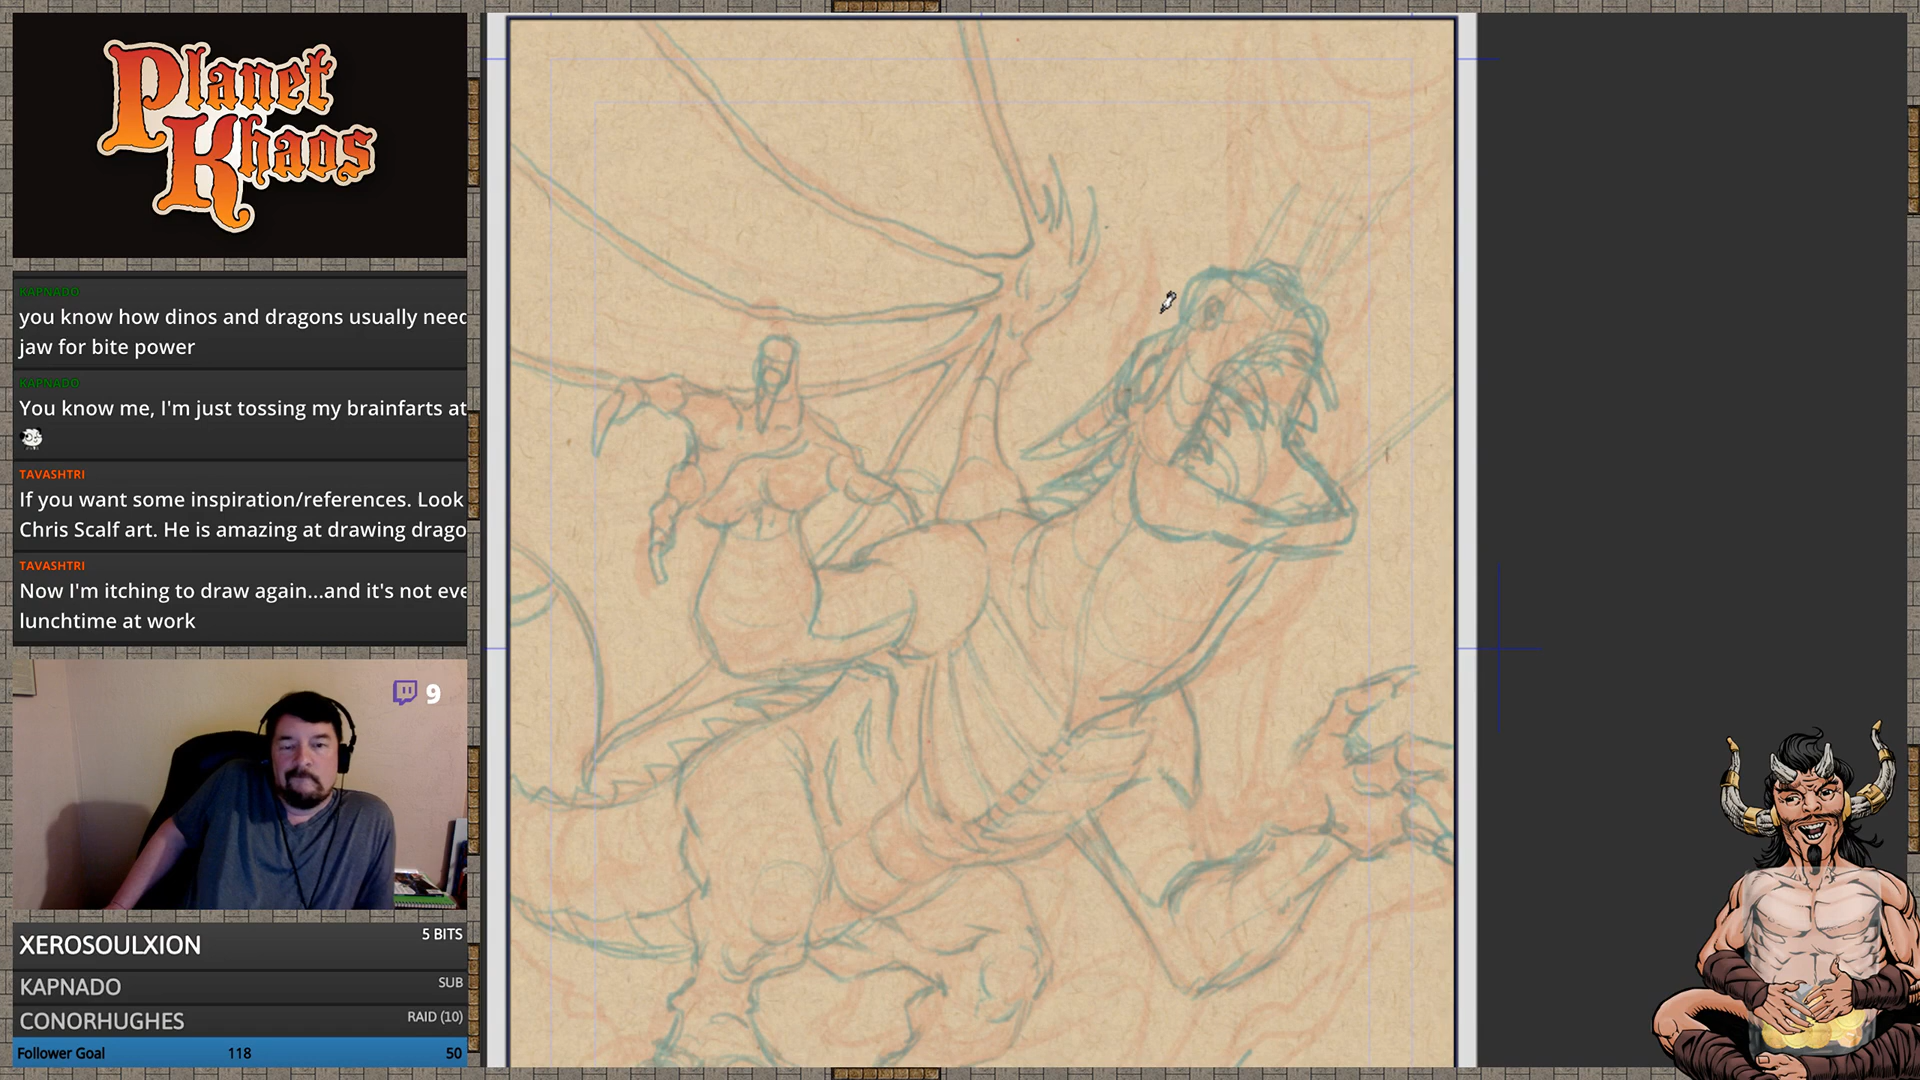 Planet
Khaos
KAPNADO
you know how dinos and dragons usually need
jaw for bite power
KAPNADO
You know me, I'm just tossing my brainfarts at
TAVASHTRI
If you want some inspiration/references. Look
Chris Scalf art. He is amazing at drawing drago
TAVASHTRI
Now I'm itching to draw again...and it's not eve
lunchtime at work
9
XEROSOULXION 5 BITS
KAPNADO SUB
CONORHUGHES RAID (10)
Follower Goal 118 50